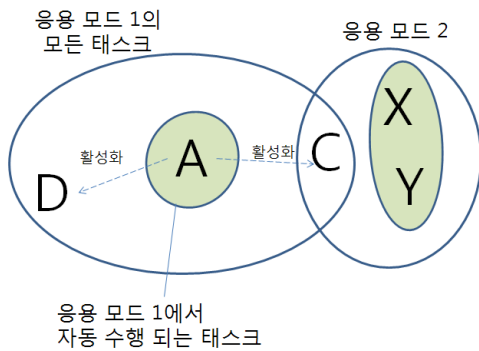 응용 모드 1의
모든 태스크
응용 모드 2
D
활성화
A
활성화
C
X
Y
응용 모드 1에서
자동 수행 되는 태스크